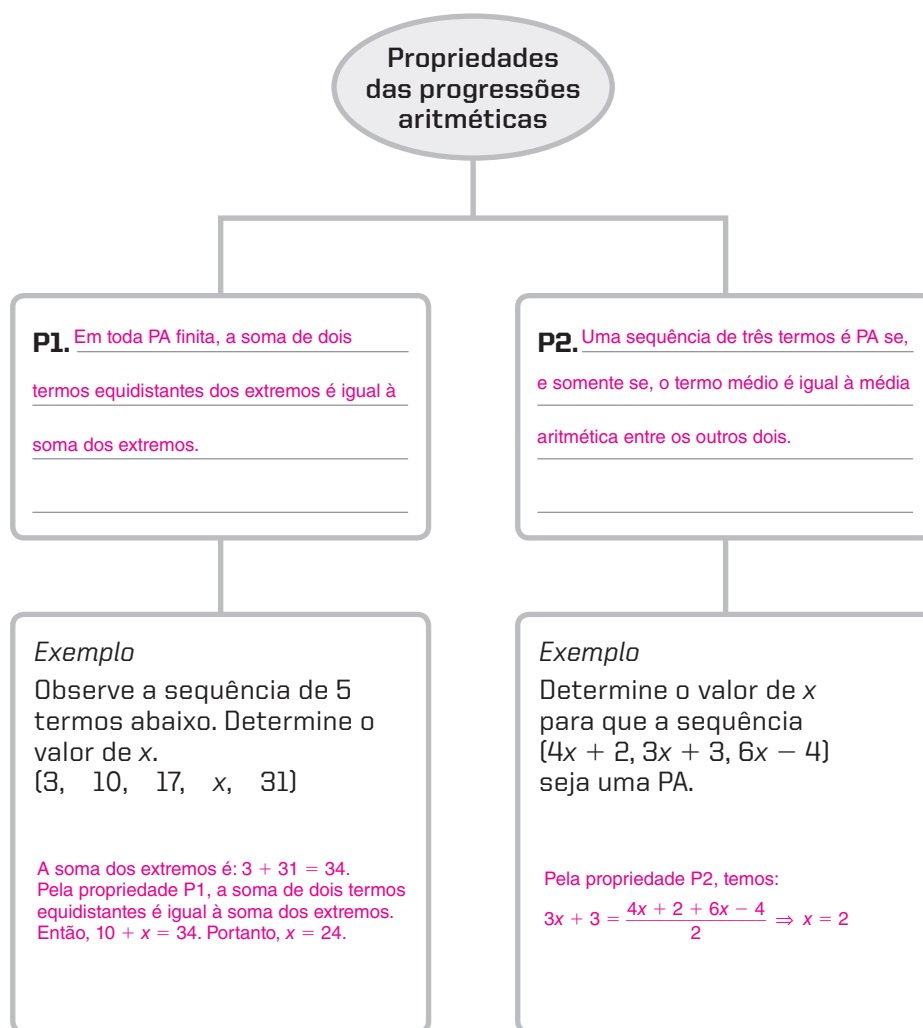 Propriedades
das progressões
aritméticas
P1. Em toda PA finita, a soma de dois
termos equidistantes dos extremos é igual à
soma dos extremos.
P2. Uma sequência de três termos é PA se,
e somente se, o termo médio é igual à média
aritmética entre os outros dois.
Exemplo
Observe a sequência de 5
termos abaixo. Determine o
valor de x.
(3, 10, 17, x, 31)
A soma dos extremos é: 3 + 31 = 34.
Pela propriedade P1, a soma de dois termos
equidistantes é igual à soma dos extremos.
Então, 10 + x = 34. Portanto, x = 24.
Exemplo
Determine o valor de x
para que a sequência
(4x + 2, 3x + 3, 6x − 4)
seja uma PA.
Pela propriedade P2, temos:
3x + 3 = \frac{4x + 2 + 6x − 4}{2} ⇒ x = 2